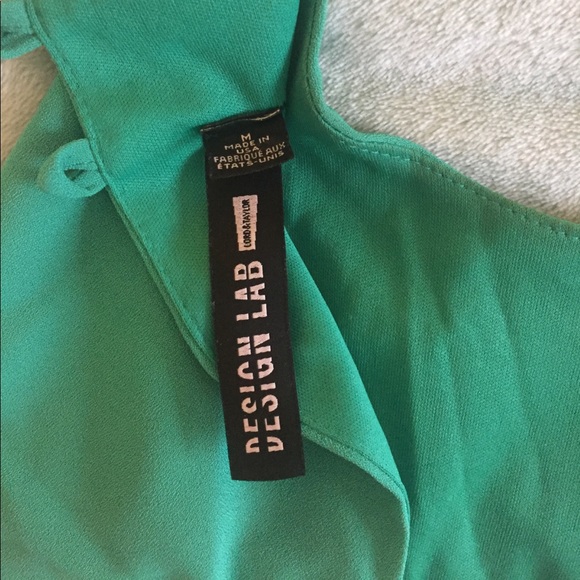 M
MADE IN
USA
FABRIQUE AUX
ÉTATS-UNIS
LORD & TAYLOR
DESIGN LAB